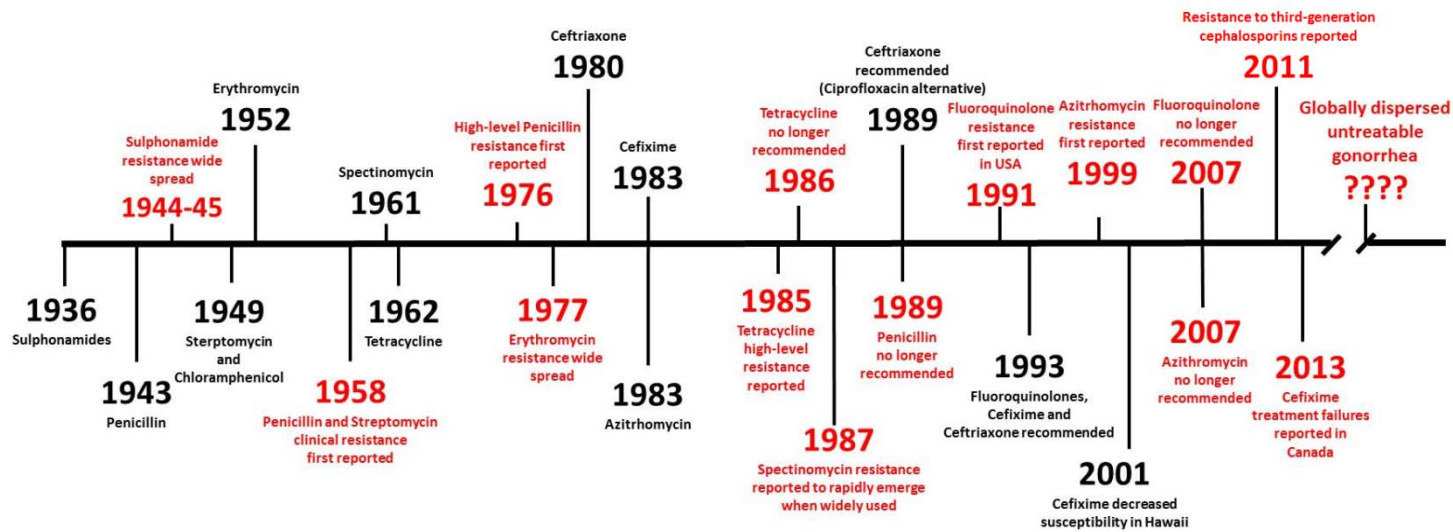 Sulphonamide
resistance wide
spread
1944-45
Erythromycin
1952
Spectinomycin
1961
High-level Penicillin
resistance first
reported
1976
Ceftriaxone
1980
Cefixime
1983
Tetracycline
no longer
recommended
1986
Ceftriaxone
recommended
(Ciprofloxacin alternative)
1989
Fluoroquinolone
resistance
first reported
in USA
1991
Azitrhomycin
resistance
first reported
1999
Fluoroquinolone
no longer
recommended
2007
Resistance to third-generation
cephalosporins reported
2011
Globally dispersed
untreatable
gonorrhea
????
1936
Sulphonamides
1943
Penicillin
1949
Sterptomycin
and
Chloramphenicol
1958
Penicillin and Streptomycin
clinical resistance
first reported
1962
Tetracycline
1977
Erythromycin
resistance wide
spread
1983
Azitrhomycin
1985
Tetracycline
high-level
resistance
reported
1987
Spectinomycin resistance
reported to rapidly emerge
when widely used
1989
Penicillin
no longer
recommended
1993
Fluoroquinolones,
Cefixime and
Ceftriaxone recommended
2001
Cefixime decreased
susceptibility in Hawaii
2007
Azithromycin
no longer
recommended
2013
Cefixime
treatment failures
reported in
Canada